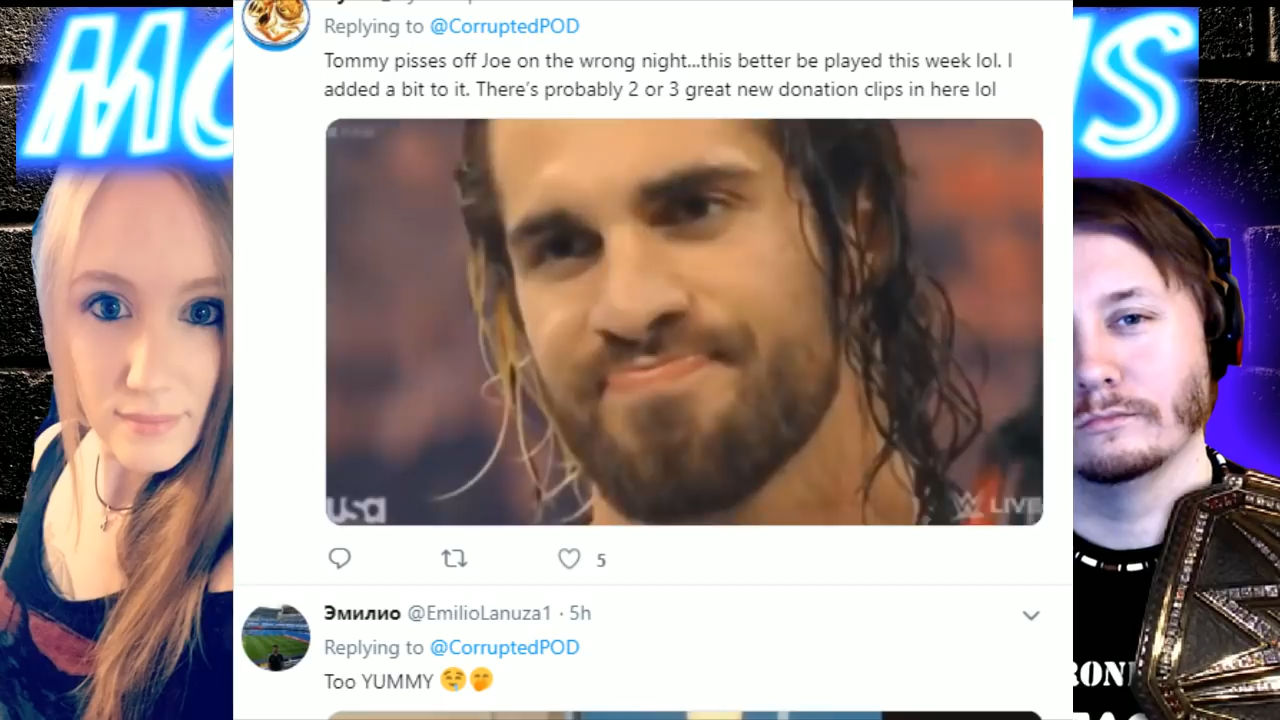 Replying to @CorruptedPOD
Tommy pisses off Joe on the wrong night...this better be played this week lol. I
added a bit to it. There's probably 2 or 3 great new donation clips in here lol
usa
LIVE
5
Эмилио @EmilioLanuza1 · 5h
Replying to @CorruptedPOD
Too YUMMY 🤤🤭